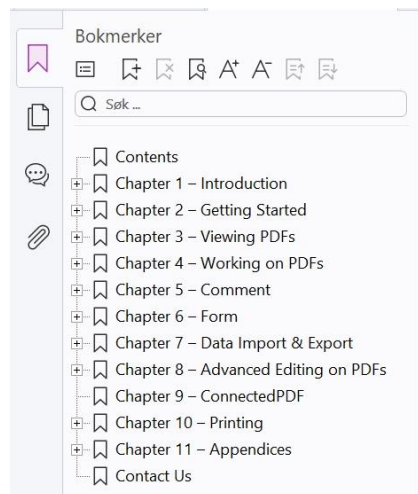 Bokmerker
Søk ...
Contents
Chapter 1 – Introduction
Chapter 2 – Getting Started
Chapter 3 – Viewing PDFs
Chapter 4 – Working on PDFs
Chapter 5 – Comment
Chapter 6 – Form
Chapter 7 – Data Import & Export
Chapter 8 – Advanced Editing on PDFs
Chapter 9 – ConnectedPDF
Chapter 10 – Printing
Chapter 11 – Appendices
Contact Us